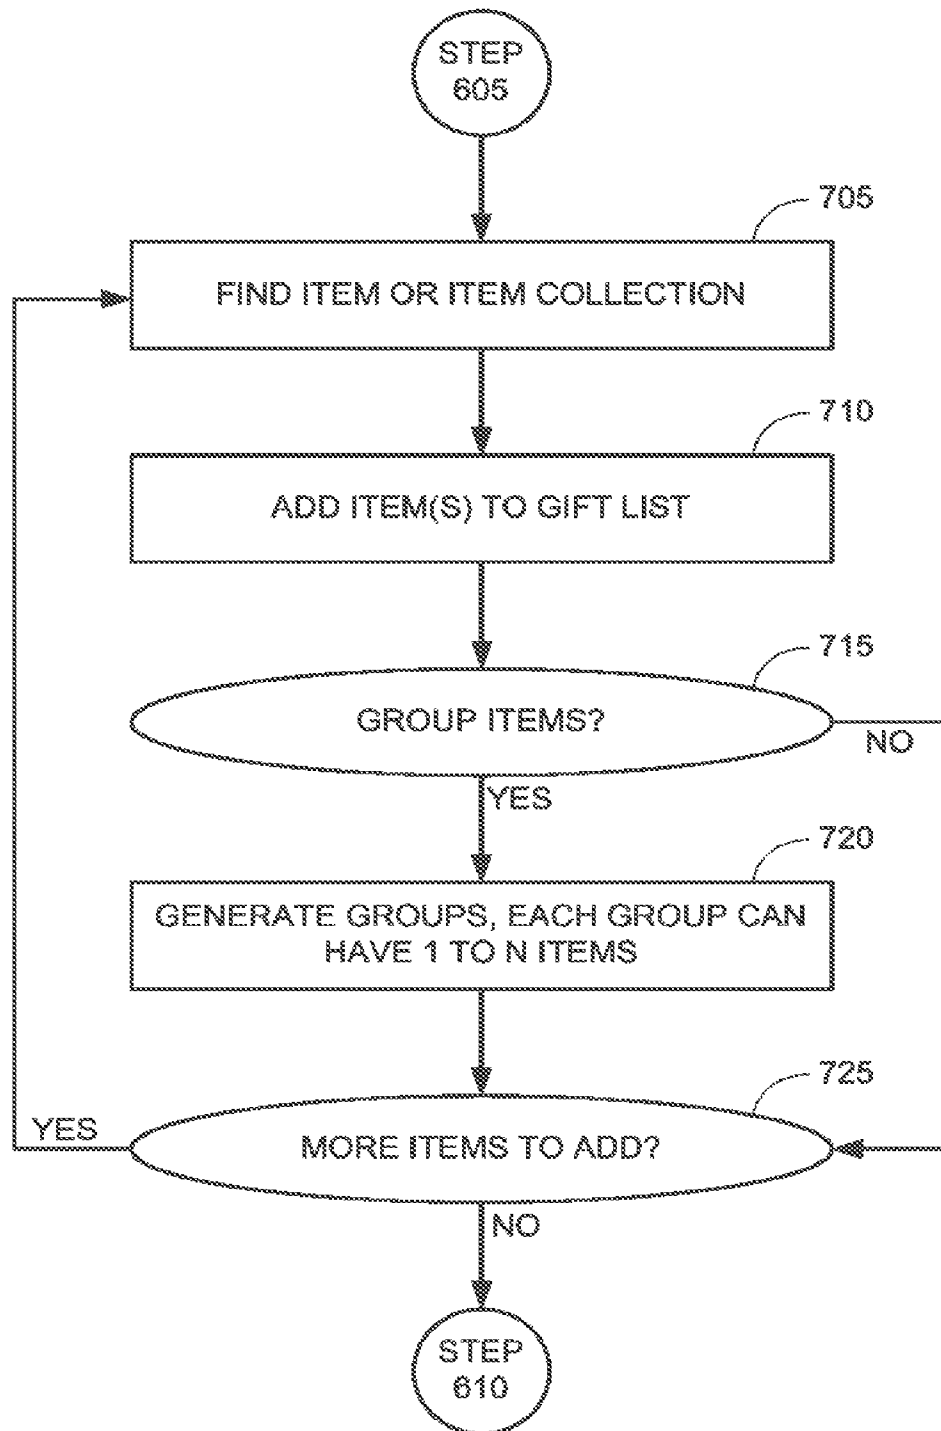 STEP
605
705
FIND ITEM OR ITEM COLLECTION
710
ADD ITEM(S) TO GIFT LIST
715
GROUP ITEMS?
NO
YES
720
GENERATE GROUPS, EACH GROUP CAN
HAVE 1 TO N ITEMS
725
YES
MORE ITEMS TO ADD?
NO
STEP
610